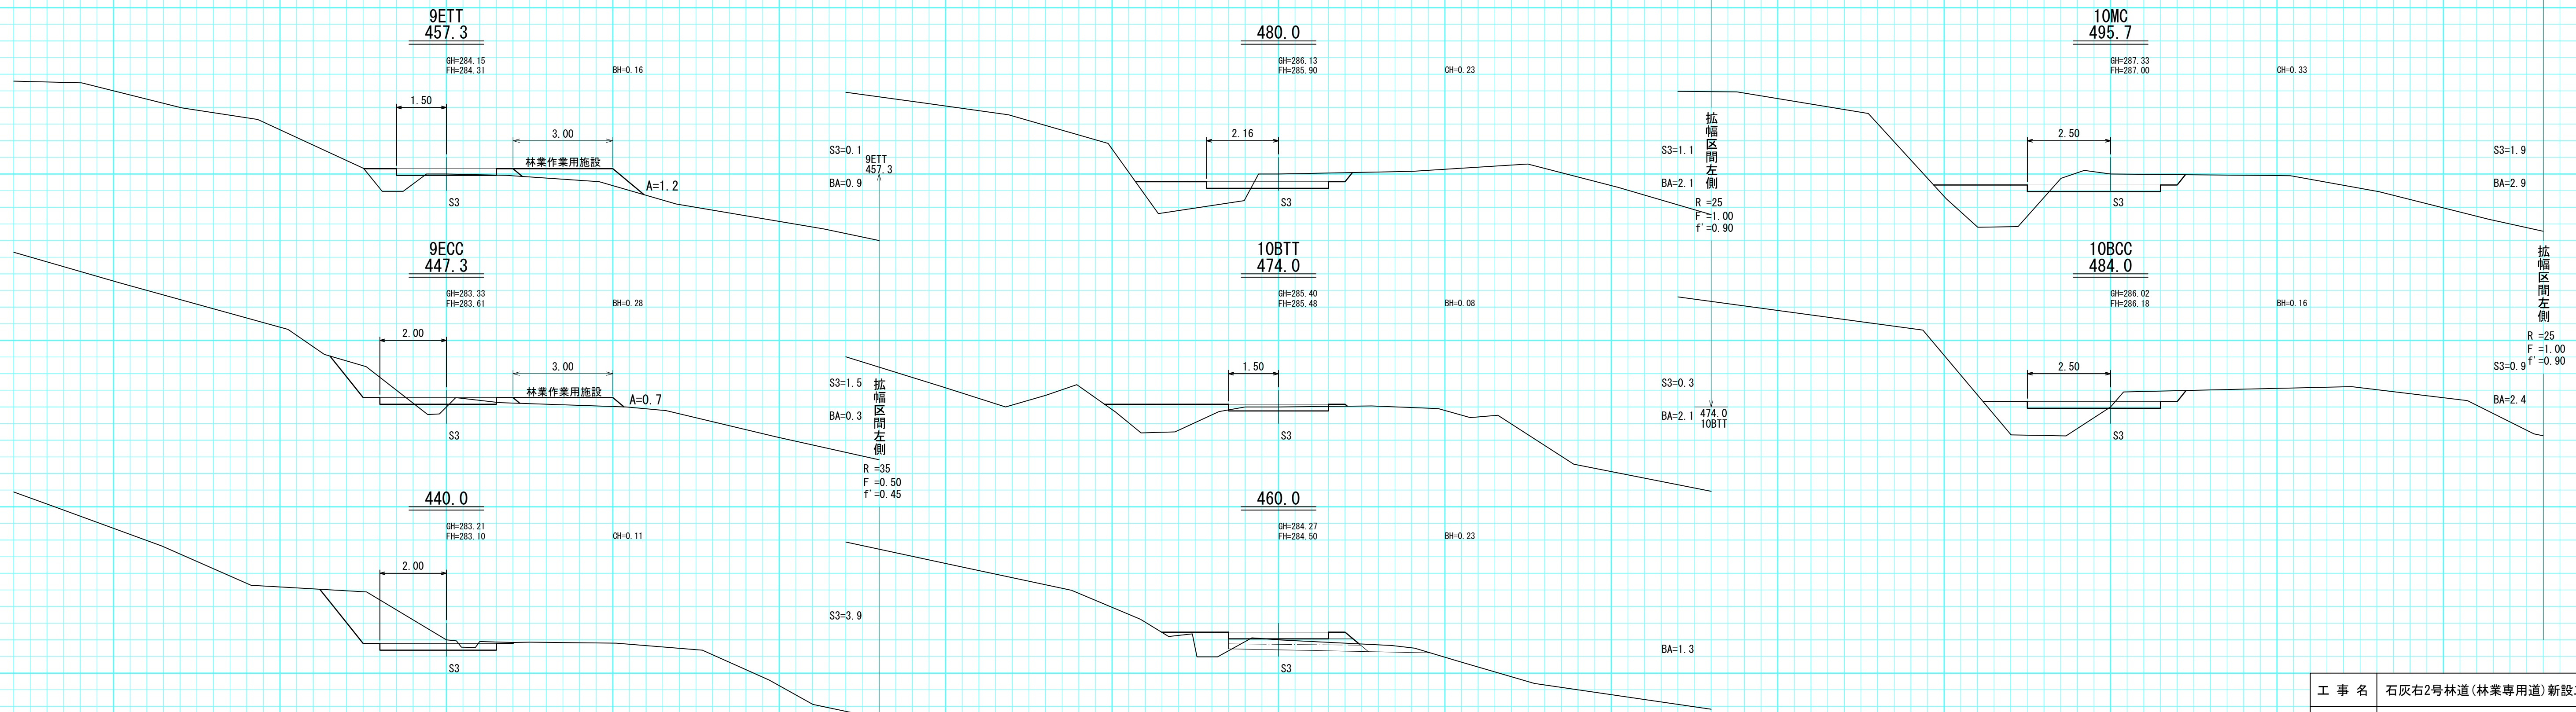 9ETT
457.3
GH=284.15
FH=284.31
BH=0.16
1.50
3.00
林業作業用施設
A=1.2
S3
S3=0.1
BA=0.9
9ETT
457.3
480.0
GH=286.13
FH=285.90
CH=0.23
2.16
S3
S3=1.1
BA=2.1
拡幅区間左側
R =25
F =1.00
f'=0.90
10MC
495.7
GH=287.33
FH=287.00
CH=0.33
2.50
S3
S3=1.9
BA=2.9
9ECC
447.3
GH=283.33
FH=283.61
BH=0.28
2.00
3.00
林業作業用施設
A=0.7
S3
S3=1.5
BA=0.3
拡幅区間左側
R =35
F =0.50
f'=0.45
10BTT
474.0
GH=285.40
FH=285.48
BH=0.08
1.50
S3
S3=0.3
BA=2.1
474.0
10BTT
10BCC
484.0
GH=286.02
FH=286.18
BH=0.16
2.50
S3
S3=0.9
BA=2.4
拡幅区間左側
R =25
F =1.00
f'=0.90
440.0
GH=283.21
FH=283.10
CH=0.11
2.00
S3
S3=3.9
460.0
GH=284.27
FH=284.50
BH=0.23
S3
BA=1.3
工 事 名
石灰右2号林道(林業専用道)新設